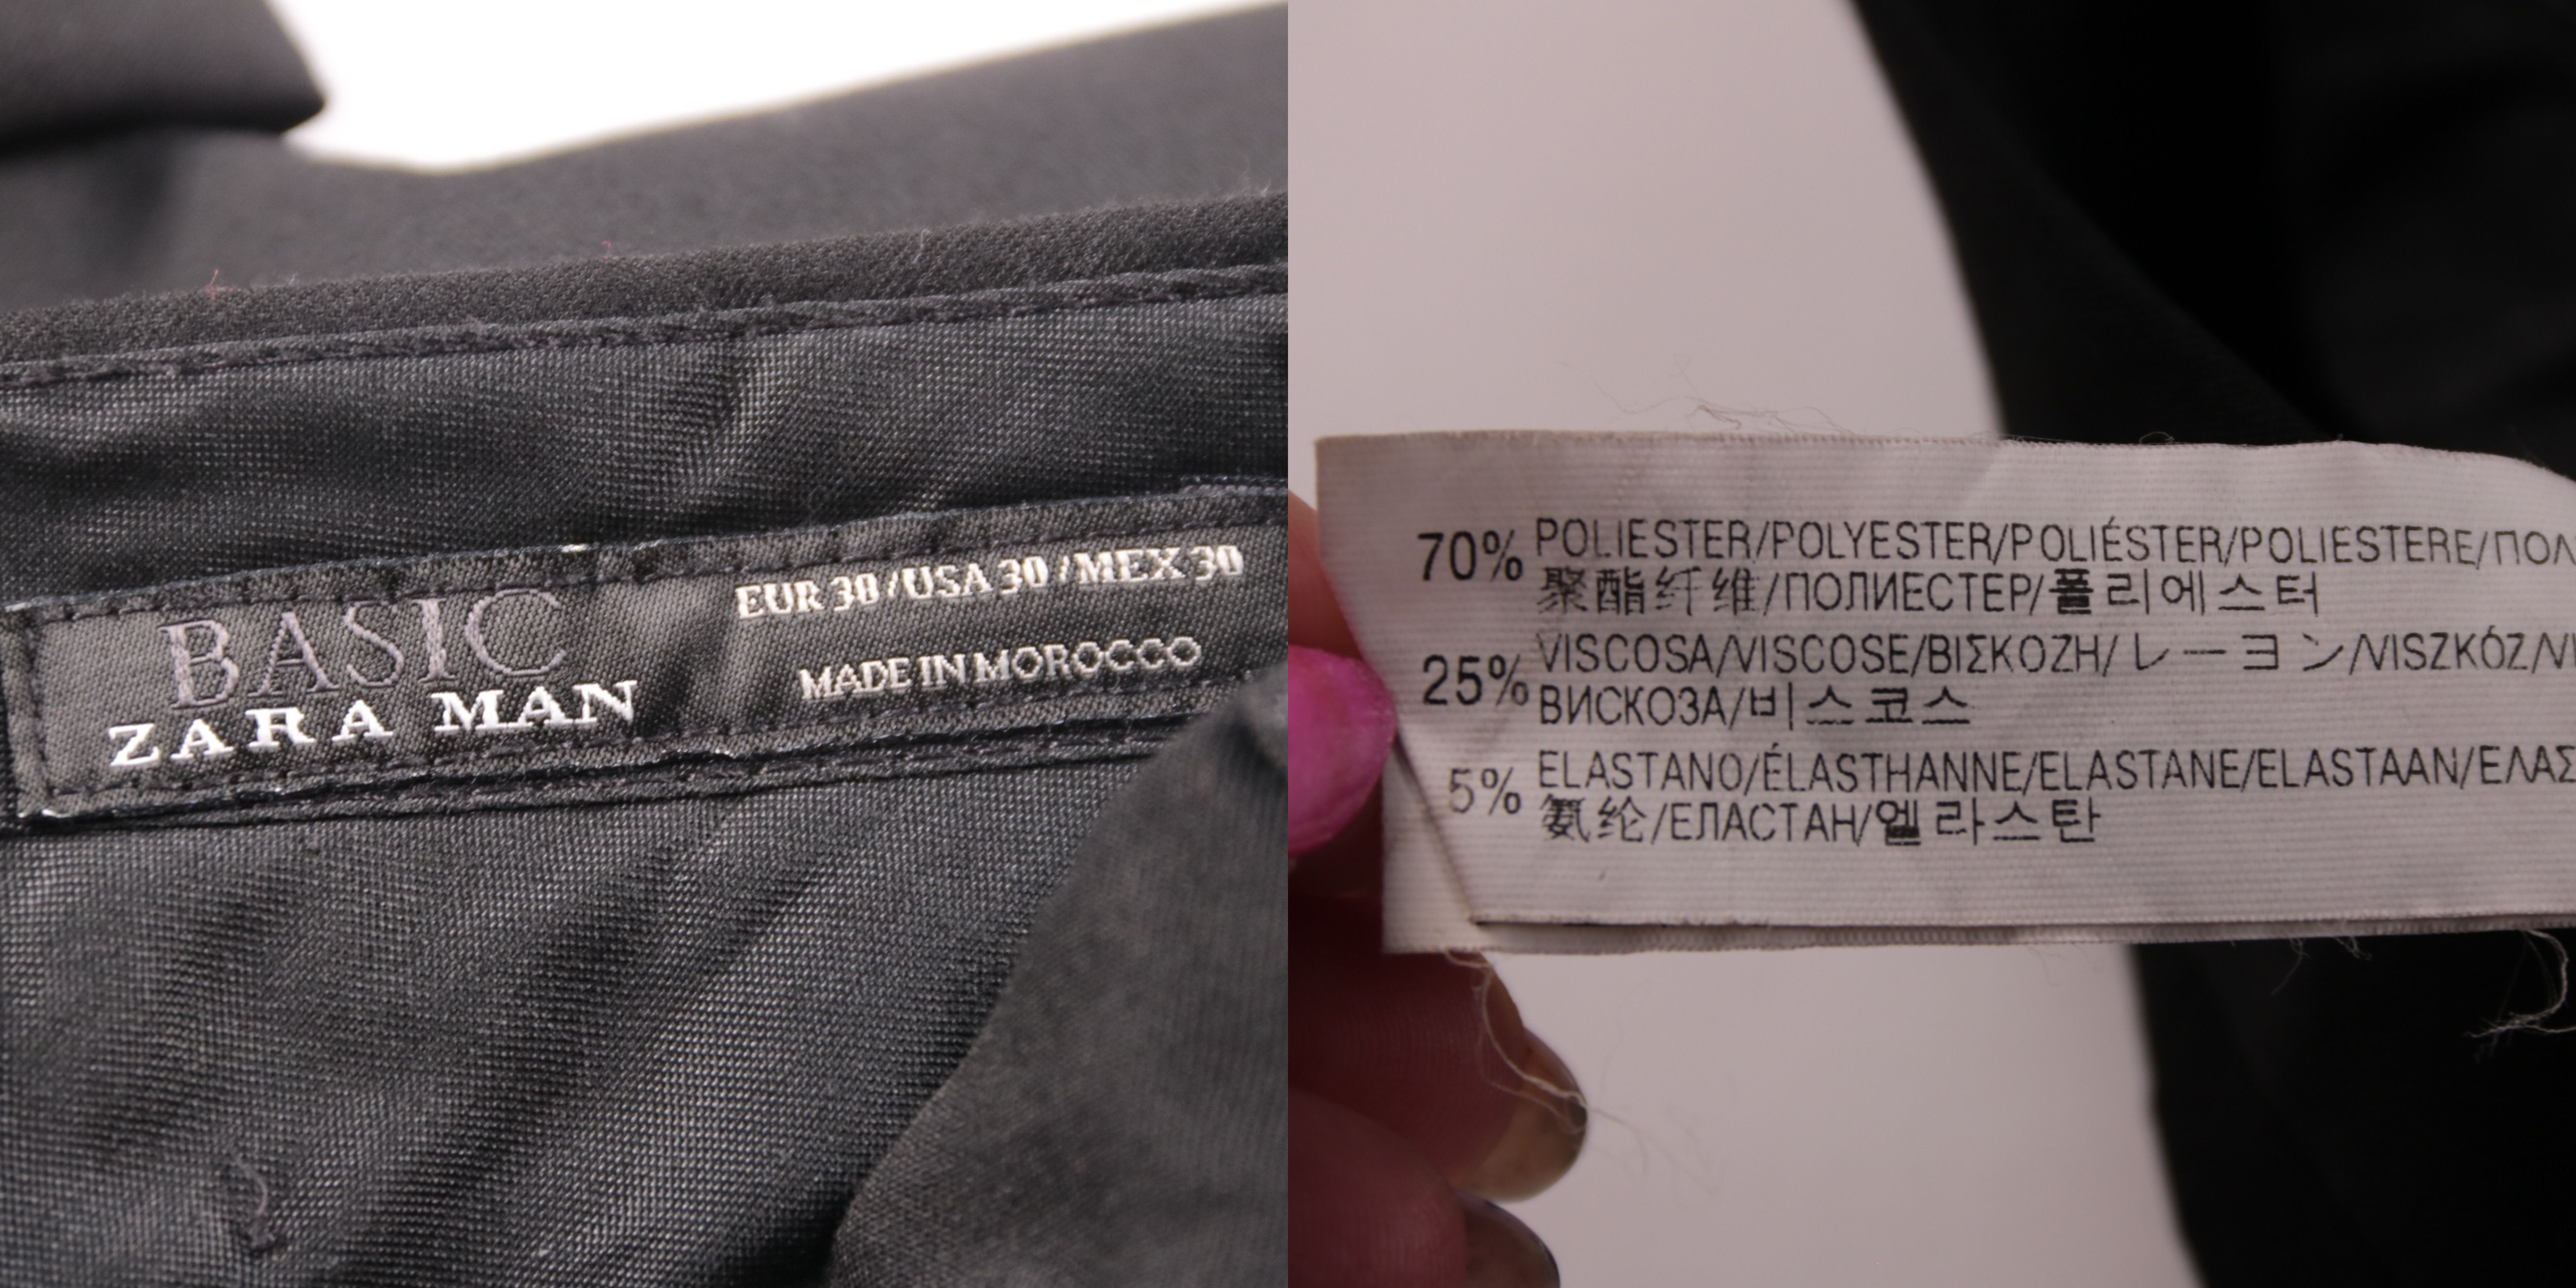 BASIC
ZARA MAN
EUR 38 / USA 30 / MEX 30
MADE IN MOROCCO
70% POLIESTER/POLYESTER/POLIÉSTER/POLIESTERE/ΠΟΛ
聚酯纤维/ПОЛИЕСТЕР/폴리에스터
25% VISCOSA/VISCOSE/ΒΙΣΚΟΖΗ/レーヨン/VISZKÓZ/VI
ВИСКОЗА/비스코스
5% ELASTANO/ÉLASTHANNE/ELASTANE/ELASTAAN/ΕΛΑΣ
氨纶/ЕЛАСТАН/엘라스탄